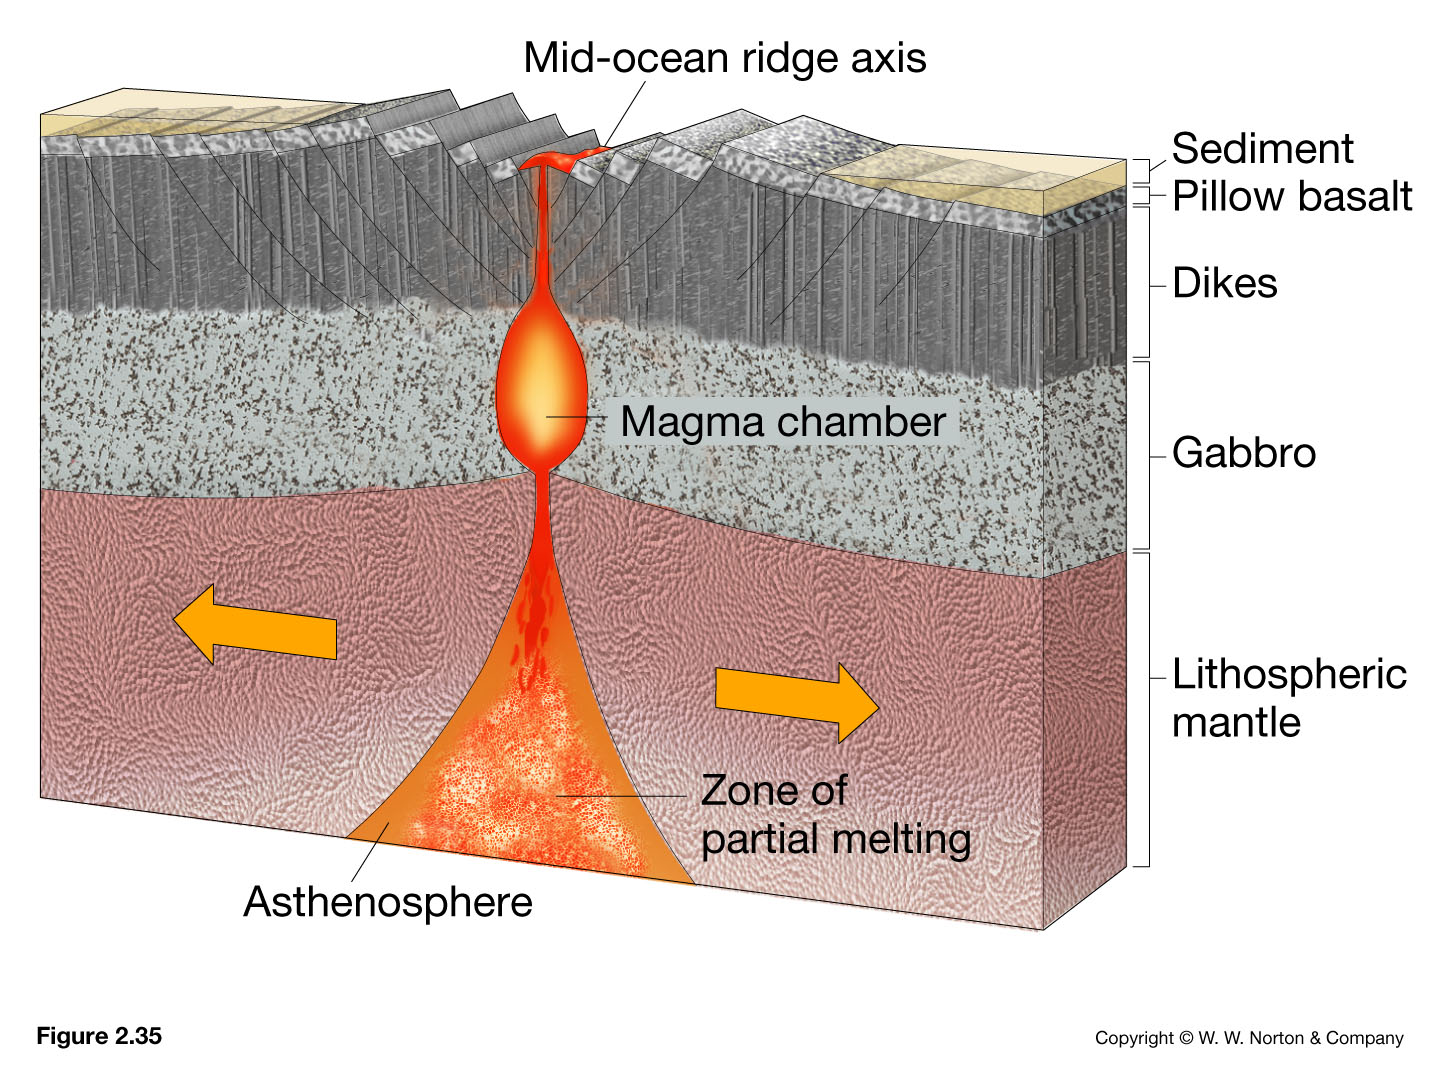 Mid-ocean ridge axis
Sediment
Pillow basalt
Dikes
Magma chamber
Gabbro
Lithospheric
mantle
Zone of
partial melting
Asthenosphere
Figure 2.35
Copyright © W. W. Norton & Company